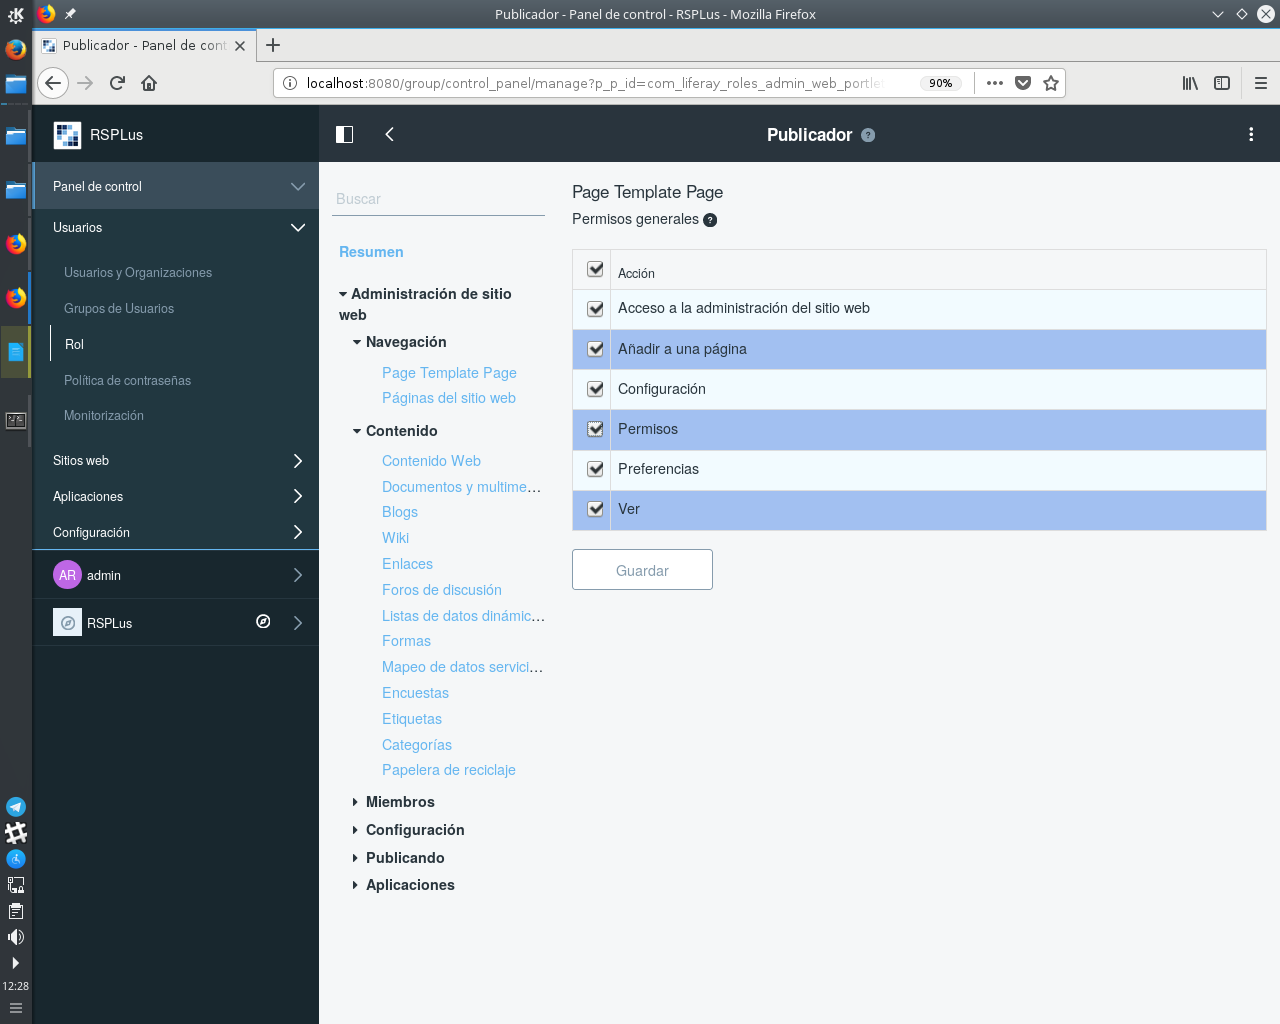 Publicador - Panel de control - RSPLus - Mozilla Firefox
Publicador - Panel de cont
localhost:8080/group/control_panel/manage?p_p_id=com_liferay_roles_admin_web_portle
90%
RSPLus
Publicador
Panel de control
Usuarios
Usuarios y Organizaciones
Grupos de Usuarios
Rol
Política de contraseñas
Monitorización
Sitios web
Aplicaciones
Configuración
AR admin
RSPLus
12:28
Buscar
Resumen
Administración de sitio
web
Navegación
Page Template Page
Páginas del sitio web
Contenido
Contenido Web
Documentos y multime...
Blogs
Wiki
Enlaces
Foros de discusión
Listas de datos dinámic...
Formas
Mapeo de datos servici...
Encuestas
Etiquetas
Categorías
Papelera de reciclaje
Miembros
Configuración
Publicando
Aplicaciones
Page Template Page
Permisos generales
Acción
Acceso a la administración del sitio web
Añadir a una página
Configuración
Permisos
Preferencias
Ver
Guardar